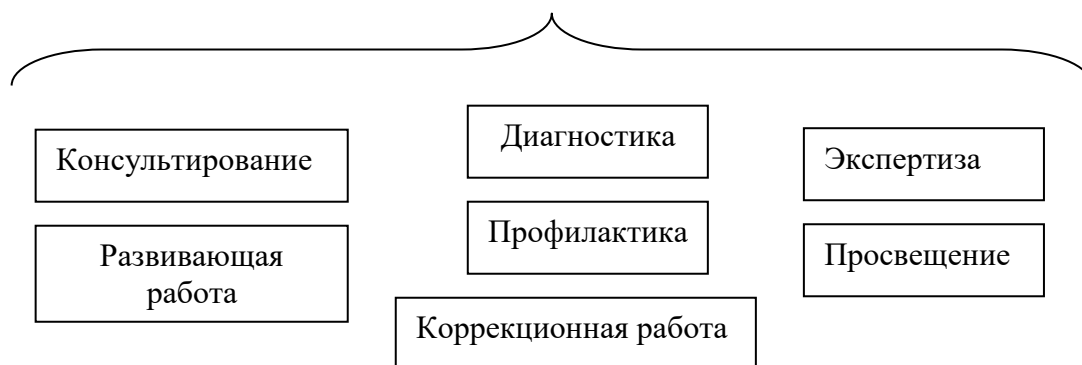 Консультирование
Диагностика
Экспертиза
Развивающая
работа
Профилактика
Просвещение
Коррекционная работа